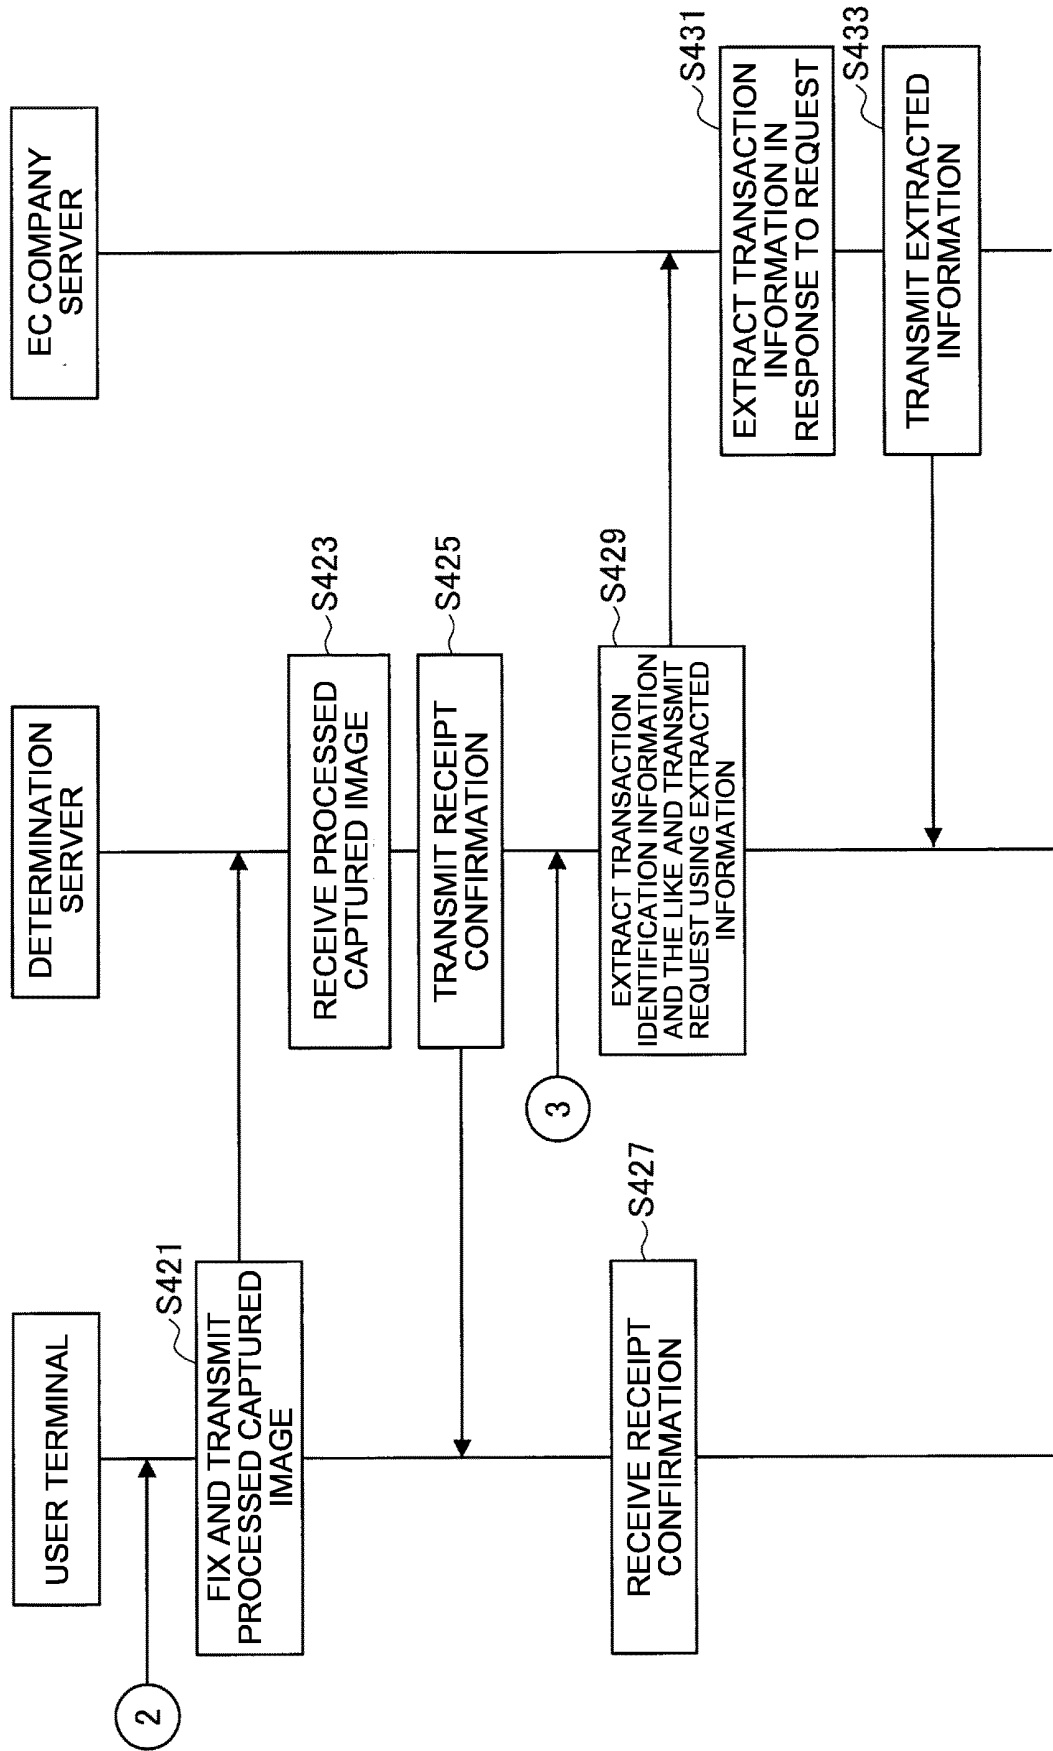 USER TERMINAL
DETERMINATION
SERVER
EC COMPANY
SERVER
2
S421
FIX AND TRANSMIT
PROCESSED CAPTURED
IMAGE
S423
RECEIVE PROCESSED
CAPTURED IMAGE
S425
TRANSMIT RECEIPT
CONFIRMATION
3
S427
RECEIVE RECEIPT
CONFIRMATION
S429
EXTRACT TRANSACTION
IDENTIFICATION INFORMATION
AND THE LIKE AND TRANSMIT
REQUEST USING EXTRACTED
INFORMATION
S431
EXTRACT TRANSACTION
INFORMATION IN
RESPONSE TO REQUEST
S433
TRANSMIT EXTRACTED
INFORMATION